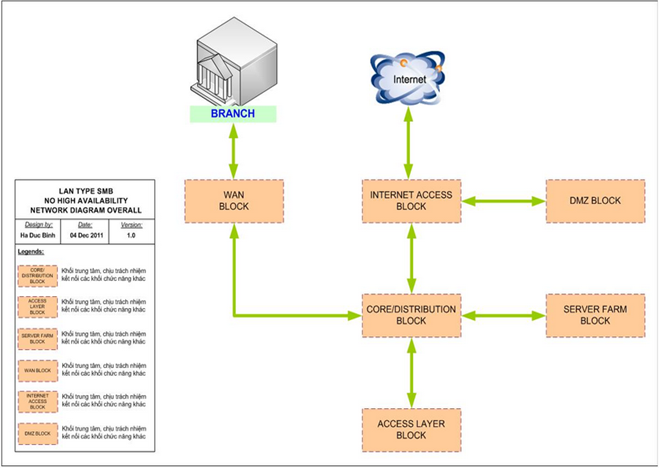 BRANCH
Internet
WAN
BLOCK
INTERNET ACCESS
BLOCK
DMZ BLOCK
CORE/DISTRIBUTION
BLOCK
SERVER FARM
BLOCK
ACCESS LAYER
BLOCK
LAN TYPE SMB
NO HIGH AVAILABILITY
NETWORK DIAGRAM OVERALL
Design by: Date: Version:
Ha Duc Binh 04 Dec 2011 1.0
Legends:
CORE/
DISTRIBUTION
BLOCK
Khối trung tâm, chịu trách nhiệm
kết nối các khối chức năng khác
ACCESS
LAYER
BLOCK
Khối trung tâm, chịu trách nhiệm
kết nối các khối chức năng khác
SERVER FARM
BLOCK
Khối trung tâm, chịu trách nhiệm
kết nối các khối chức năng khác
WAN BLOCK
Khối trung tâm, chịu trách nhiệm
kết nối các khối chức năng khác
INTERNET
ACCESS
BLOCK
Khối trung tâm, chịu trách nhiệm
kết nối các khối chức năng khác
DMZ BLOCK
Khối trung tâm, chịu trách nhiệm
kết nối các khối chức năng khác